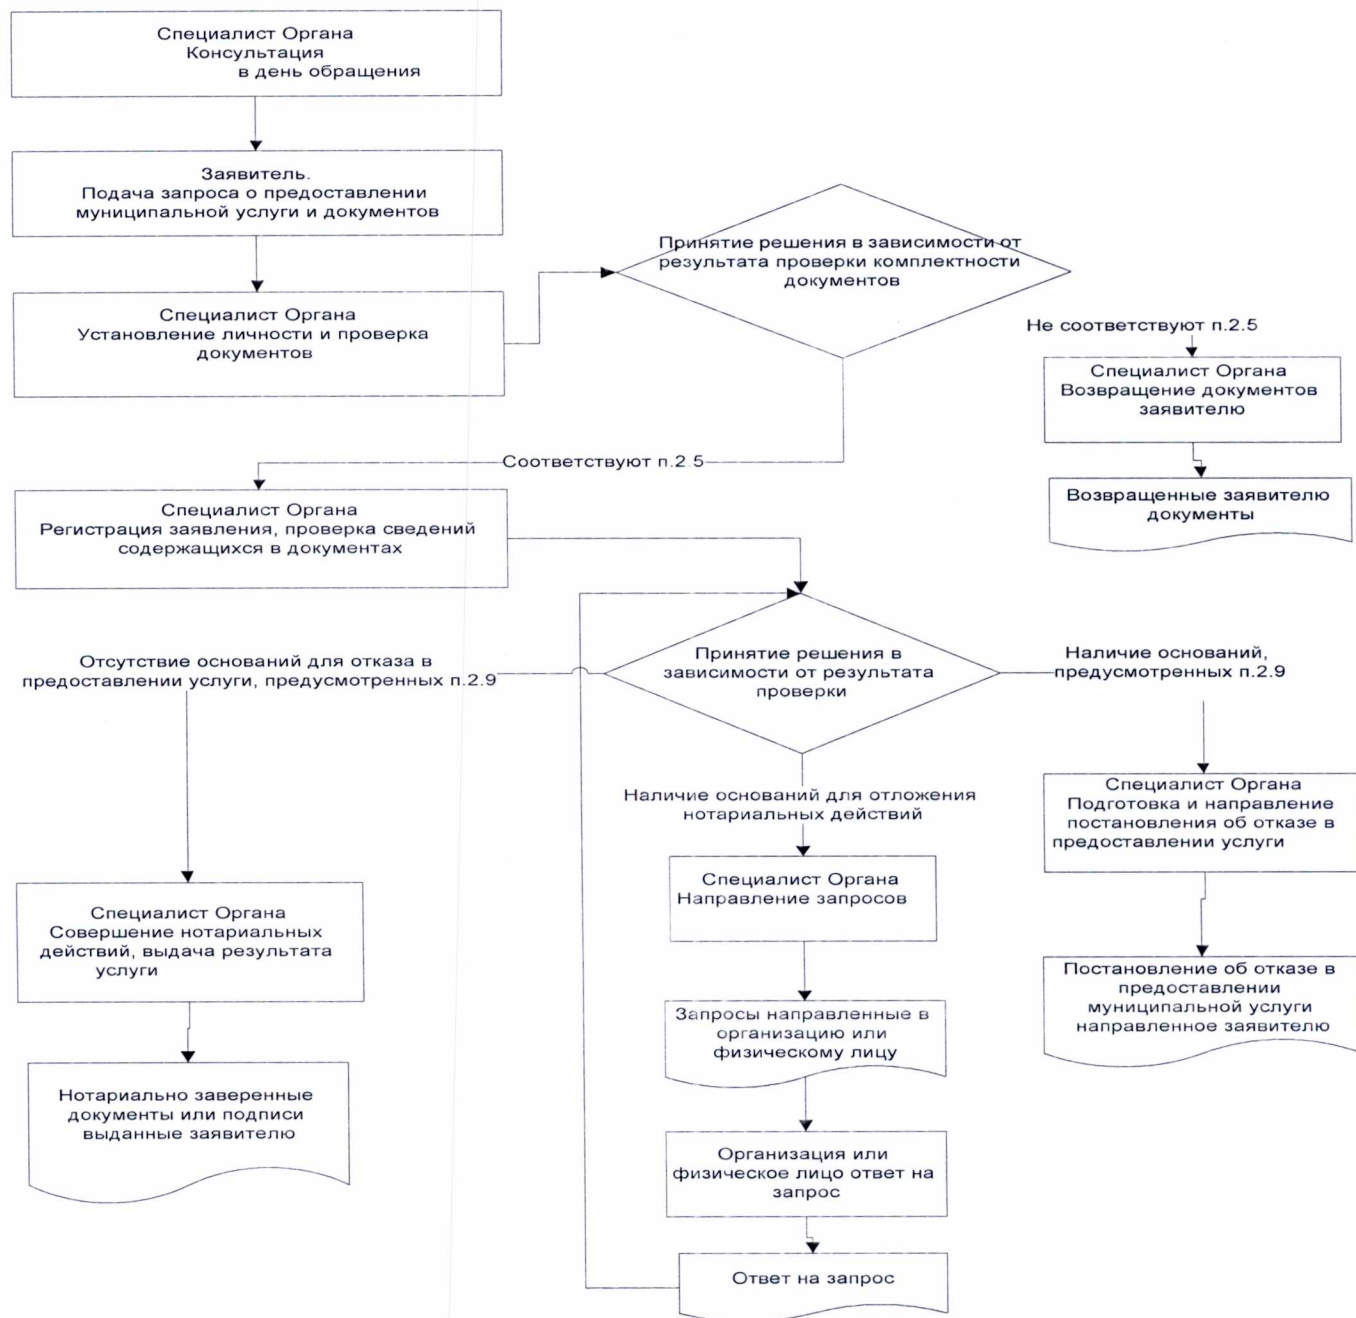 Специалист Органа
Консультация
в день обращения
Заявитель.
Подача запроса о предоставлении
муниципальной услуги и документов
Специалист Органа
Установление личности и проверка
документов
Принятие решения в зависимости от
результата проверки комплектности
документов
Не соответствуют п.2.5
Специалист Органа
Возвращение документов
заявителю
Возвращенные заявителю
документы
Соответствуют п.2.5
Специалист Органа
Регистрация заявления, проверка сведений
содержащихся в документах
Принятие решения в
зависимости от результата
проверки
Отсутствие оснований для отказа в
предоставлении услуги, предусмотренных п.2.9
Наличие оснований,
предусмотренных п.2.9
Наличие оснований для отложения
нотариальных действий
Специалист Органа
Совершение нотариальных
действий, выдача результата
услуги
Нотариально заверенные
документы или подписи
выданные заявителю
Специалист Органа
Направление запросов
Запросы направленные в
организацию или
физическому лицу
Организация или
физическое лицо ответ на
запрос
Ответ на запрос
Специалист Органа
Подготовка и направление
постановления об отказе в
предоставлении услуги
Постановление об отказе в
предоставлении
муниципальной услуги
направленное заявителю